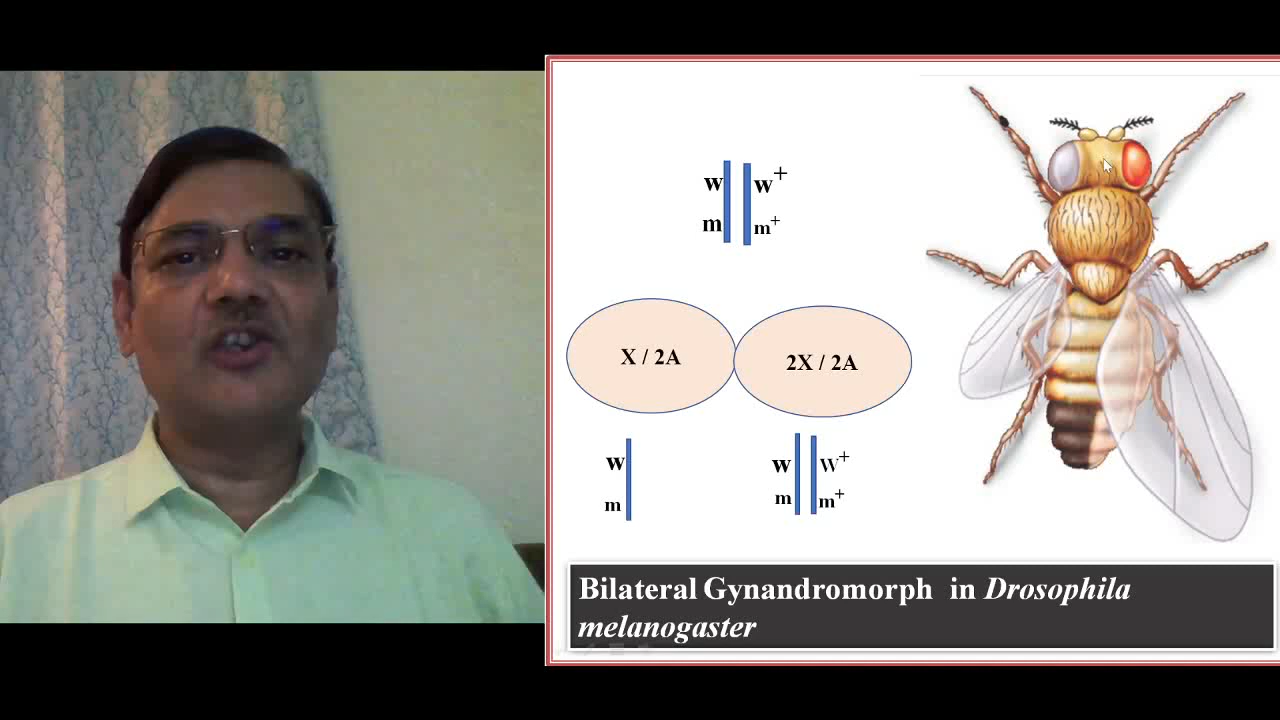 w w+
m m+
X / 2A 2X / 2A
w w W+
m m m+
Bilateral Gynandromorph in Drosophila
melanogaster